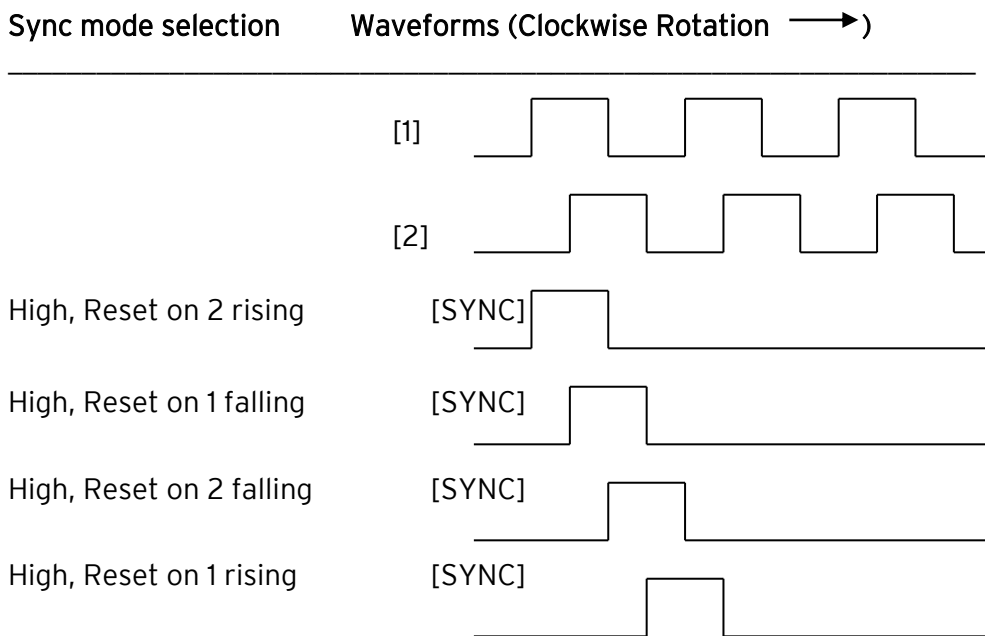 Sync mode selection Waveforms (Clockwise Rotation ⟶)
[1]
[2]
High, Reset on 2 rising [SYNC]
High, Reset on 1 falling [SYNC]
High, Reset on 2 falling [SYNC]
High, Reset on 1 rising [SYNC]